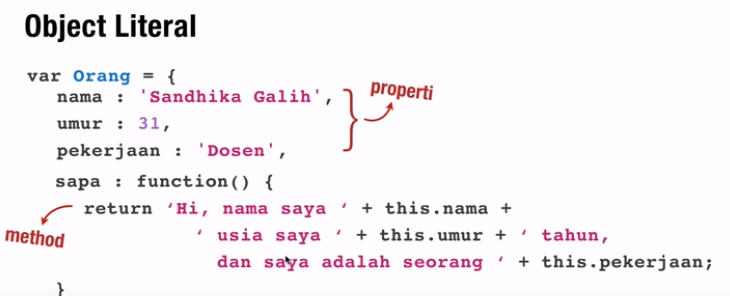 Object Literal
var Orang = {
nama : 'Sandhika Galih',
properti
umur : 31,
pekerjaan : 'Dosen',
sapa : function() {
return ‘Hi, nama saya ‘ + this.nama +
method
‘ usia saya ‘ + this.umur + ‘ tahun,
dan saya adalah seorang ‘ + this.pekerjaan;
}